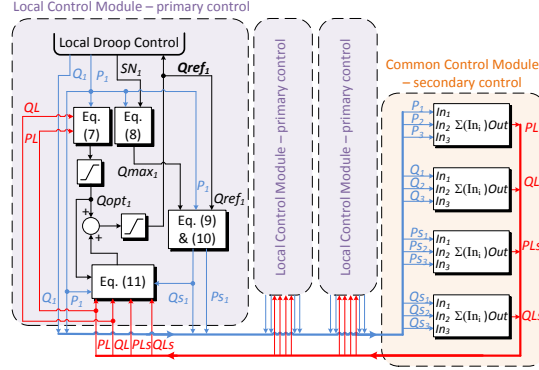 Local Control Module – primary control
Local Droop Control
Q1
P1
SN1
Qref1
QL
PL
Eq.
(7)
Eq.
(8)
Qmax1
P1
Qref1
Qopt1
+
+
Eq. (9)
& (10)
Eq. (11)
Q1
P1
Qs1
Ps1
PL QL PLs QLs
Local Control Module – primary control
Local Control Module – primary control
Common Control Module
– secondary control
P1
P2
P3
In1
In2 Σ(Ini)Out
In3
PL
Q1
Q2
Q3
In1
In2 Σ(Ini)Out
In3
QL
Ps1
Ps2
Ps3
In1
In2 Σ(Ini)Out
In3
PLs
Qs1
Qs2
Qs3
In1
In2 Σ(Ini)Out
In3
QLs